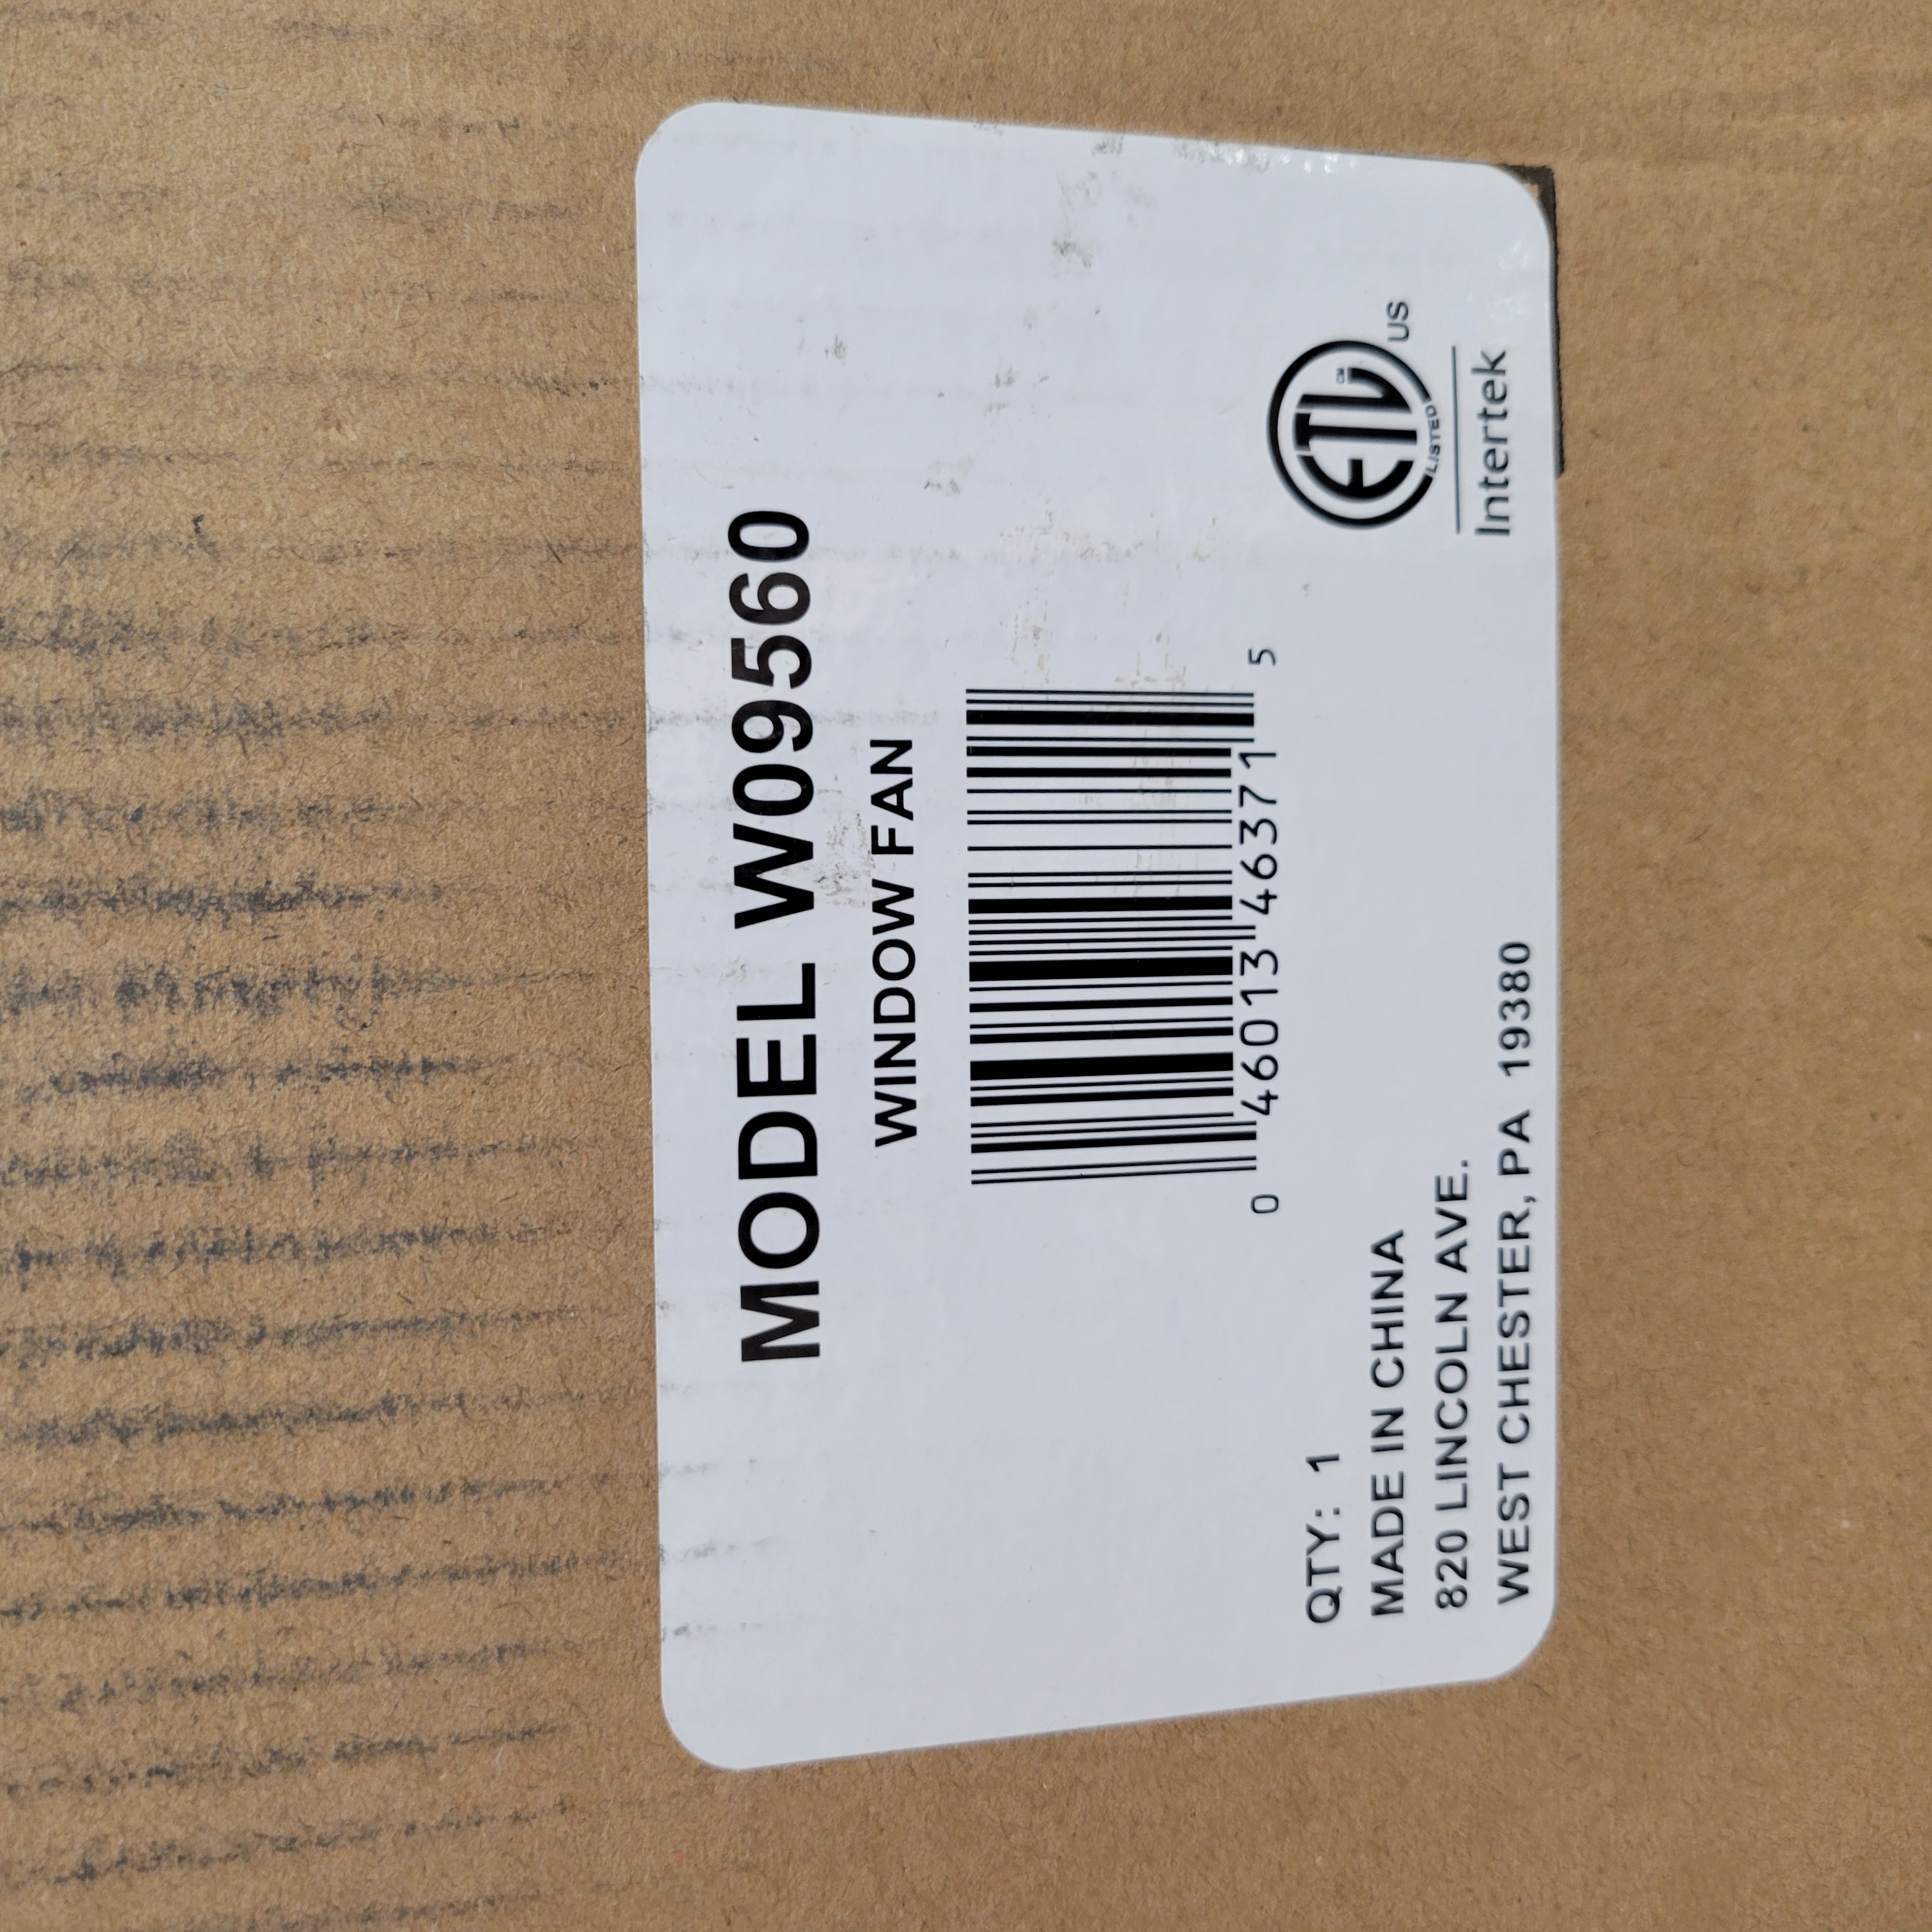 MODEL W09560
WINDOW FAN
0 46013 46371 5
QTY: 1
MADE IN CHINA
820 LINCOLN AVE.
WEST CHESTER, PA 19380
ETL CM
LISTED
US
Intertek